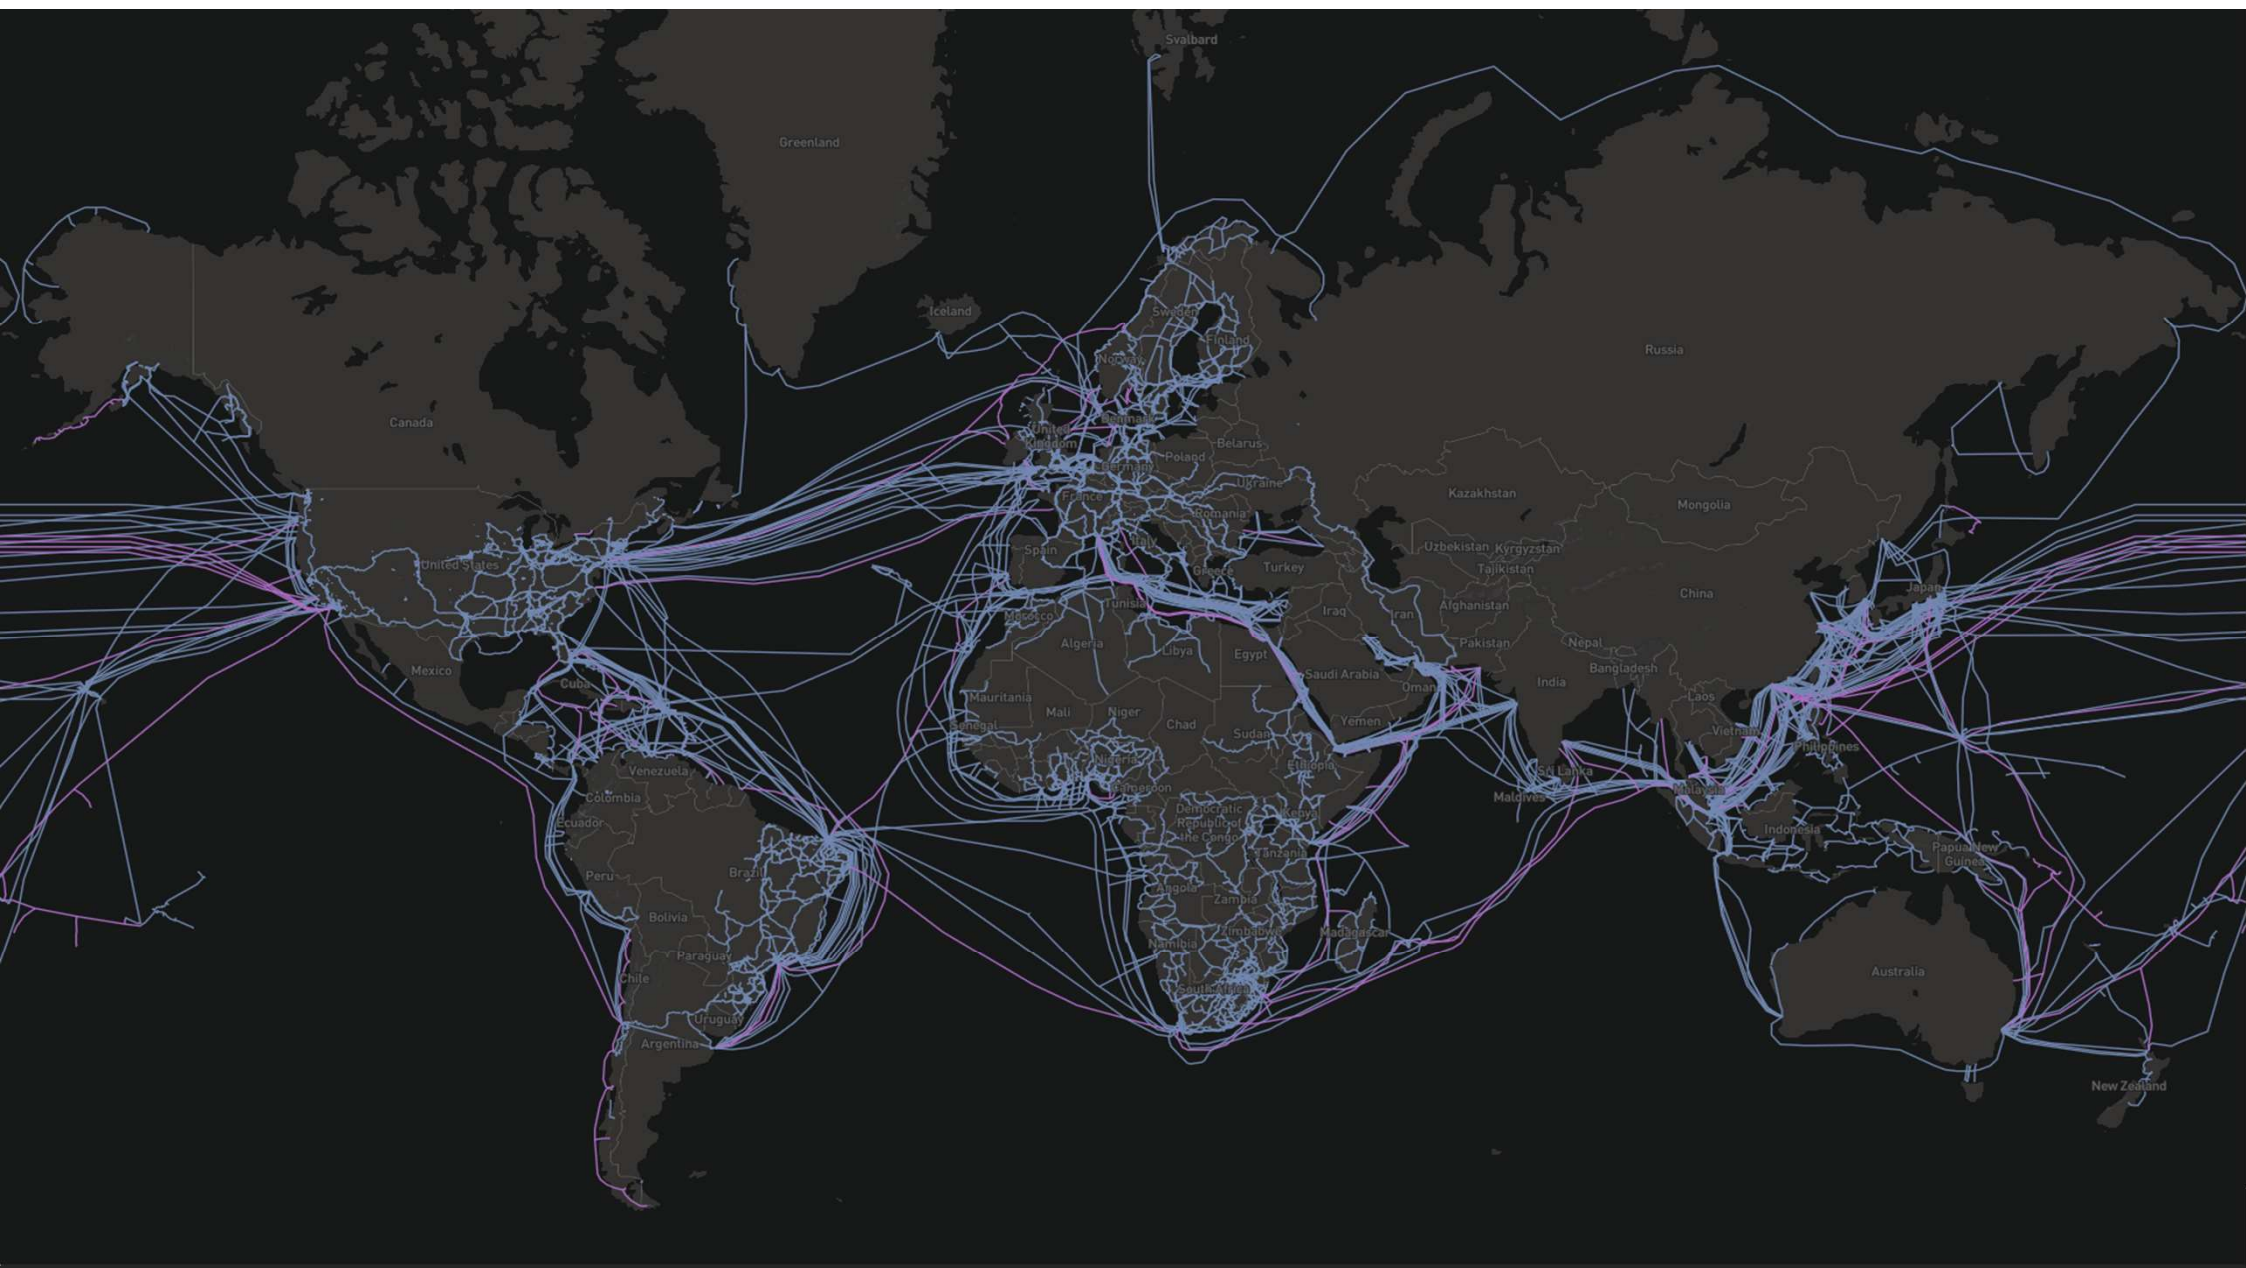 Svalbard
Greenland
Iceland
Sweden
Finland
Norway
Russia
Canada
Denmark
United
Kingdom
Belarus
Poland
Germany
Ukraine
France
Kazakhstan
Mongolia
Romania
Italy
Spain
Uzbekistan
Kyrgyzstan
United States
Greece
Turkey
Tajikistan
China
Japan
Tunisia
Morocco
Iraq
Iran
Afghanistan
Algeria
Libya
Egypt
Pakistan
Nepal
Bangladesh
Mexico
Cuba
Saudi Arabia
Oman
India
Laos
Mauritania
Mali
Niger
Chad
Senegal
Sudan
Yemen
Vietnam
Philippines
Nigeria
Ethiopia
Venezuela
Sri Lanka
Cameroon
Maldives
Malaysia
Colombia
Democratic
Republic of
the Congo
Kenya
Ecuador
Indonesia
Tanzania
Papua New
Guinea
Peru
Brazil
Angola
Zambia
Bolivia
Zimbabwe
Madagascar
Namibia
Paraguay
Australia
Chile
South Africa
Uruguay
Argentina
New Zealand